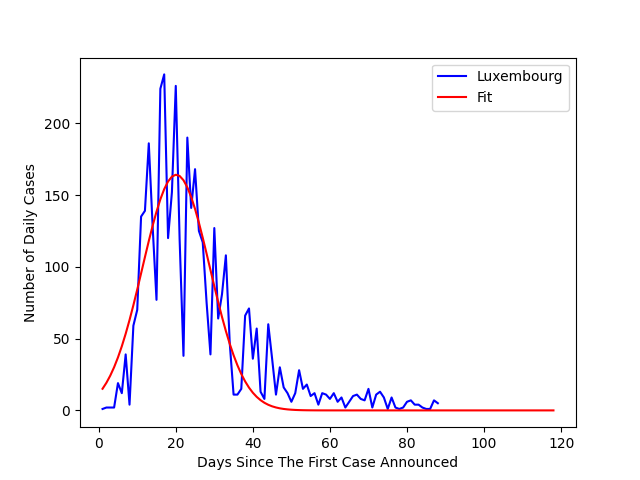 Luxembourg
Fit
200
150
100
50
0
Number of Daily Cases
0 20 40 60 80 100 120
Days Since The First Case Announced